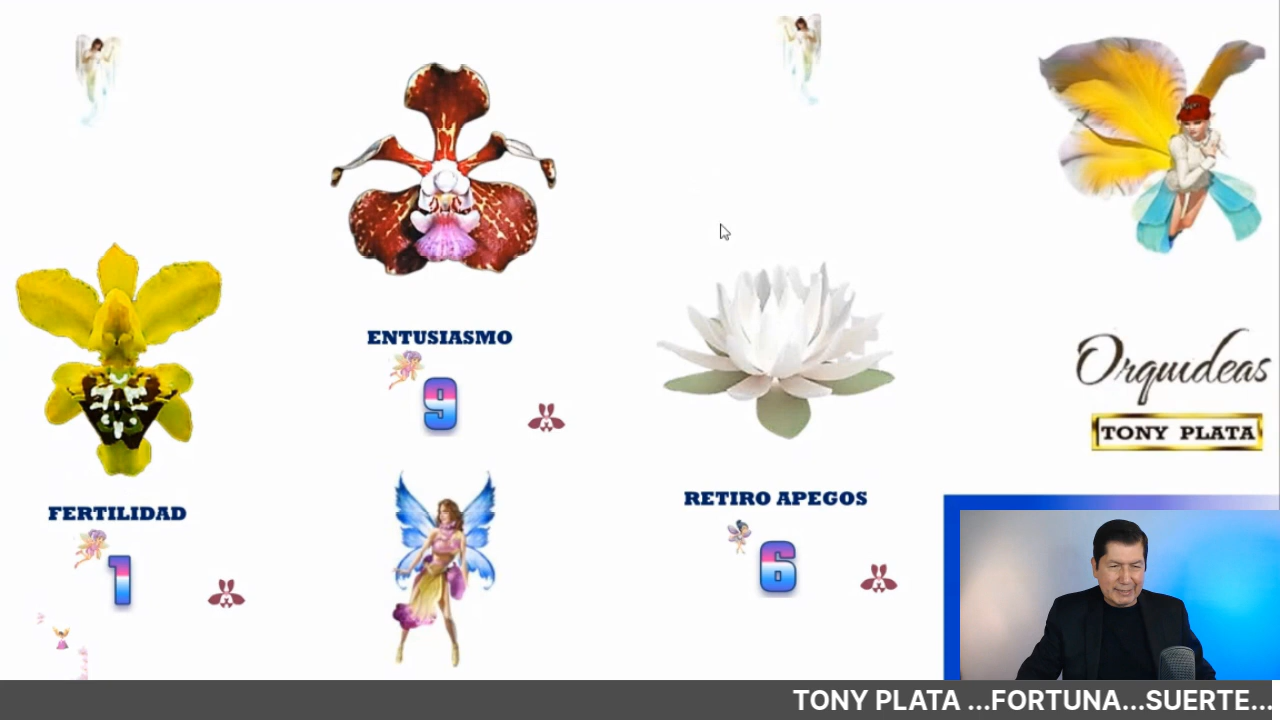 ENTUSIASMO
9
FERTILIDAD
1
RETIRO APEGOS
6
Orquideas
TONY PLATA
TONY PLATA ...FORTUNA...SUERTE...